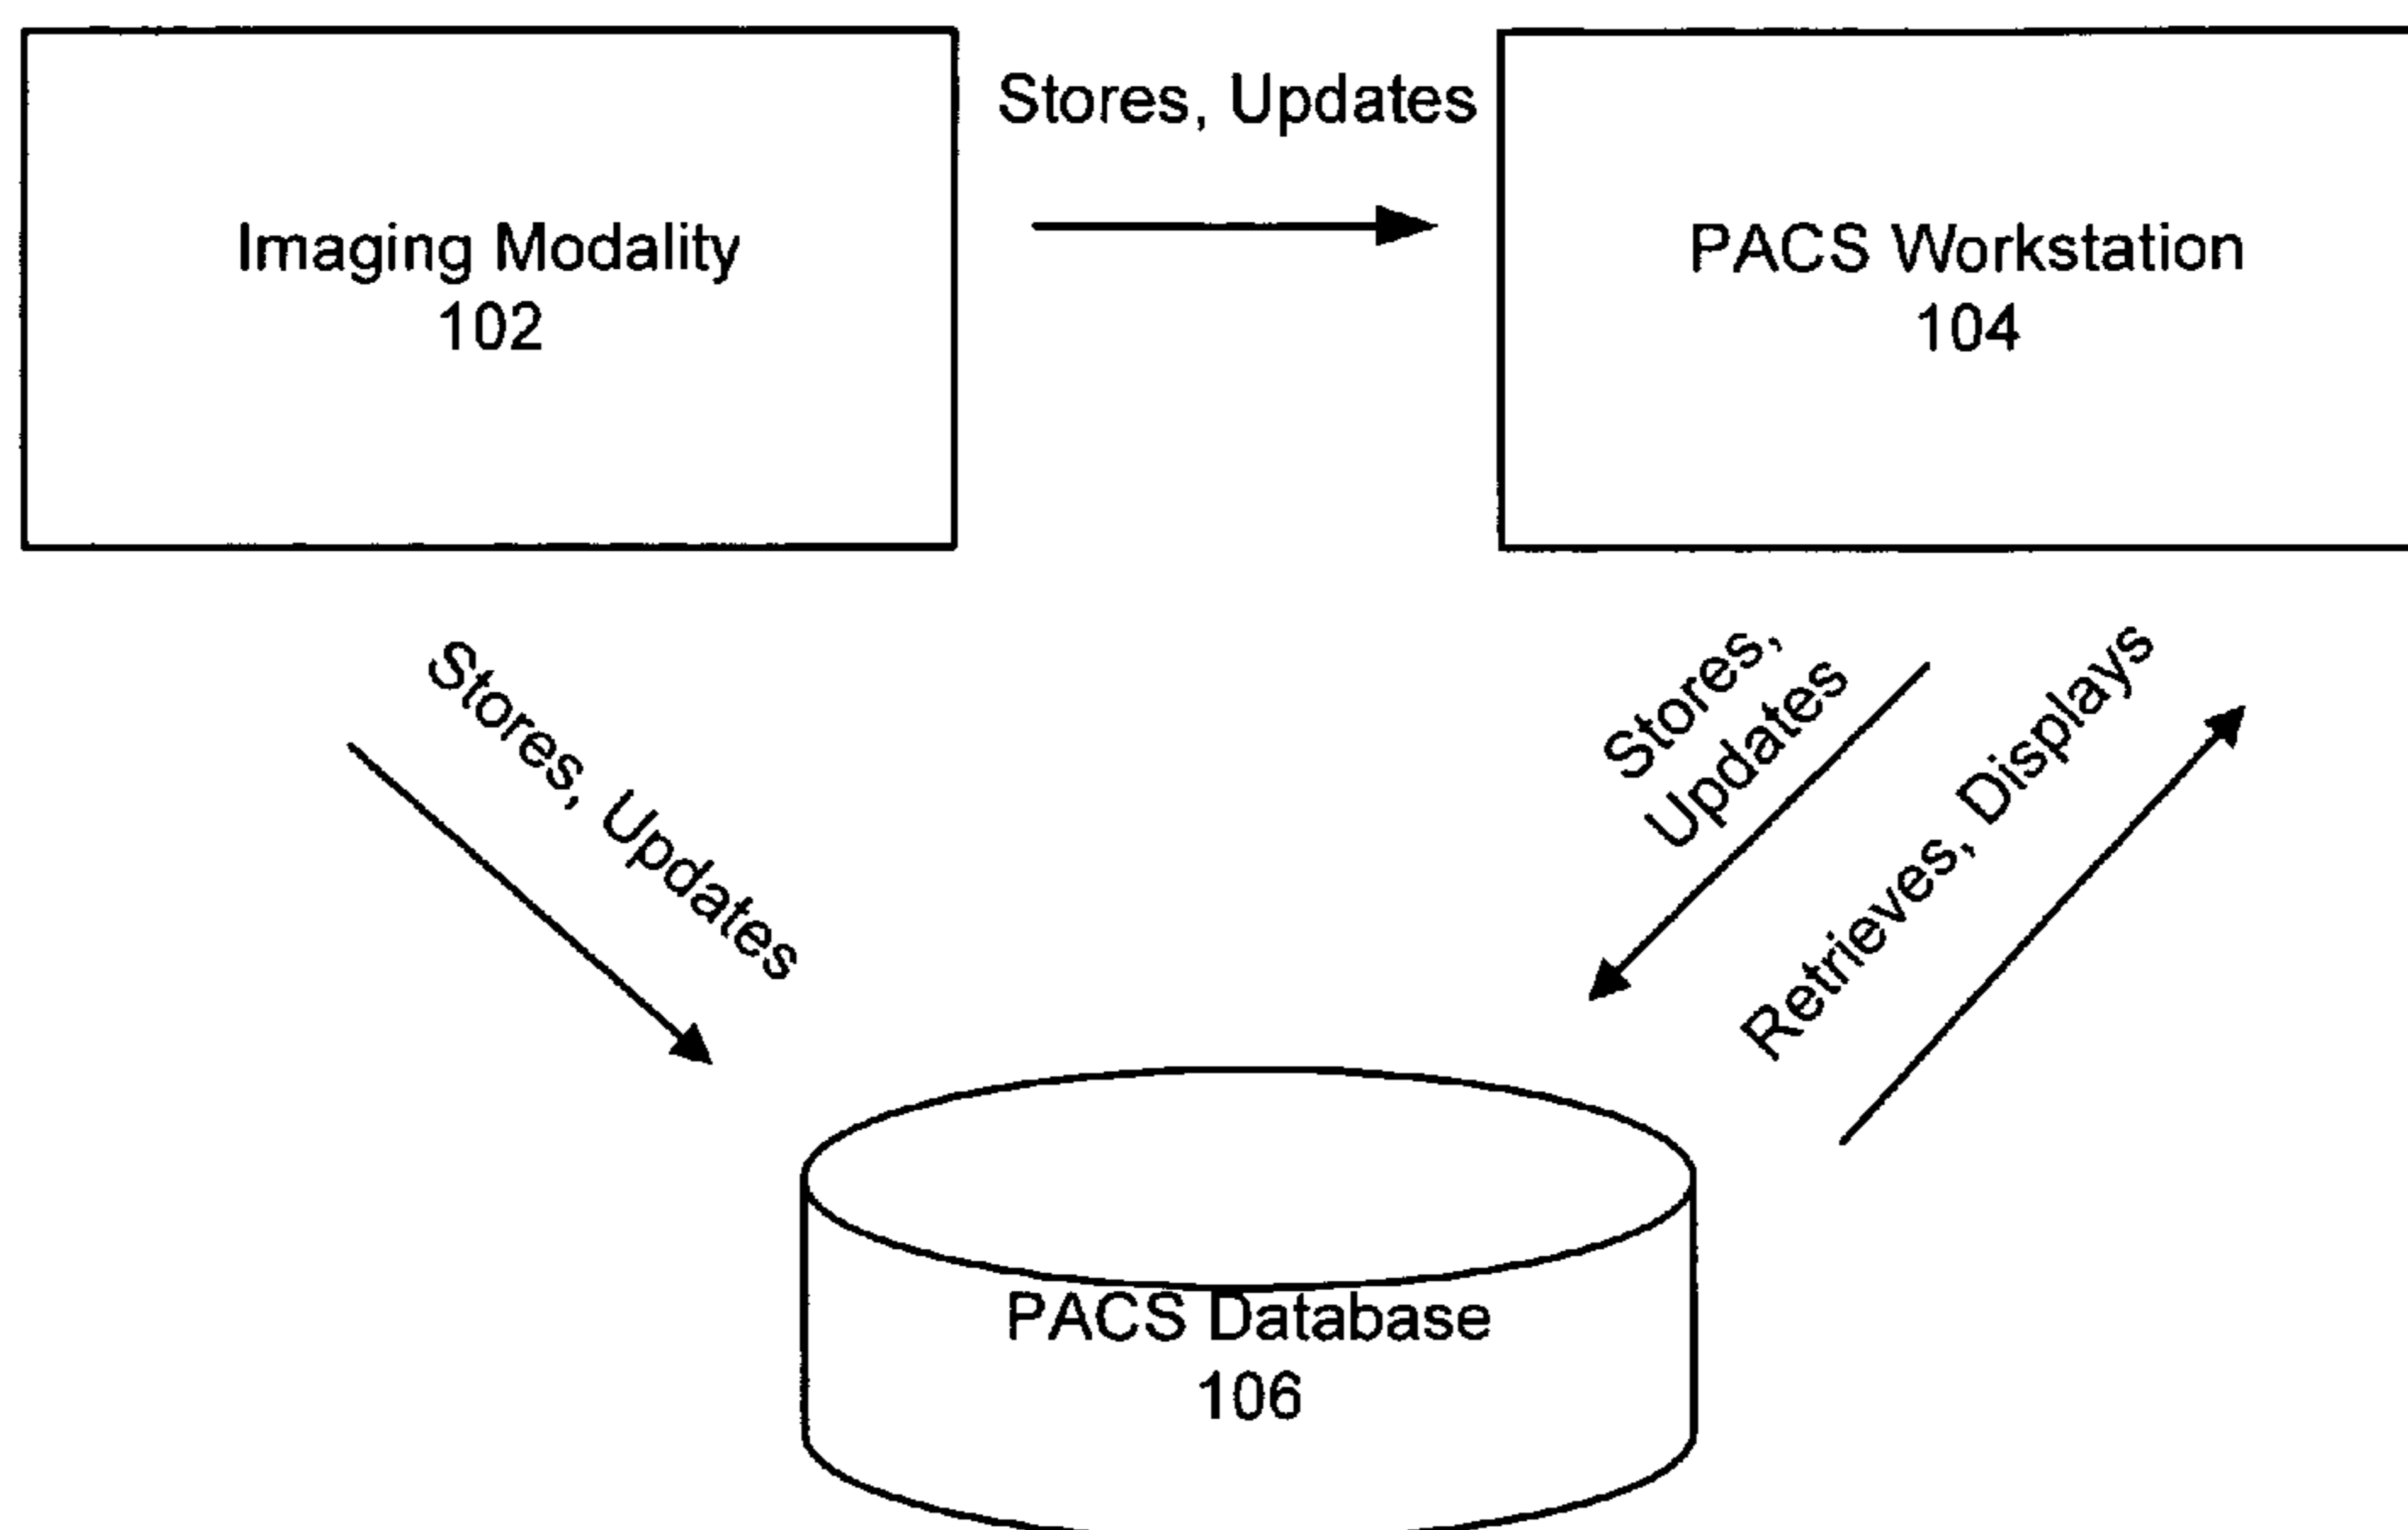 Stores, Updates
Imaging Modality
102
PACS Workstation
104
Stores, Updates
Stores,
Updates
Retrieves, Displays
PACS Database
106